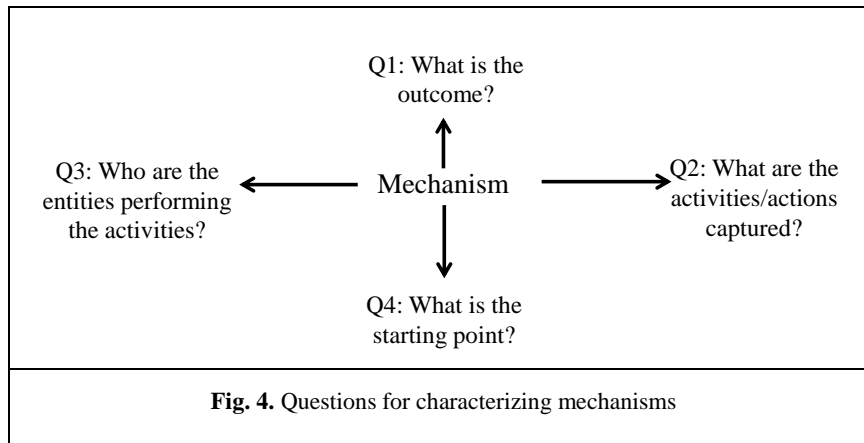 Q1: What is the
outcome?
Q3: Who are the
entities performing
the activities?
Mechanism
Q2: What are the
activities/actions
captured?
Q4: What is the
starting point?
Fig. 4. Questions for characterizing mechanisms